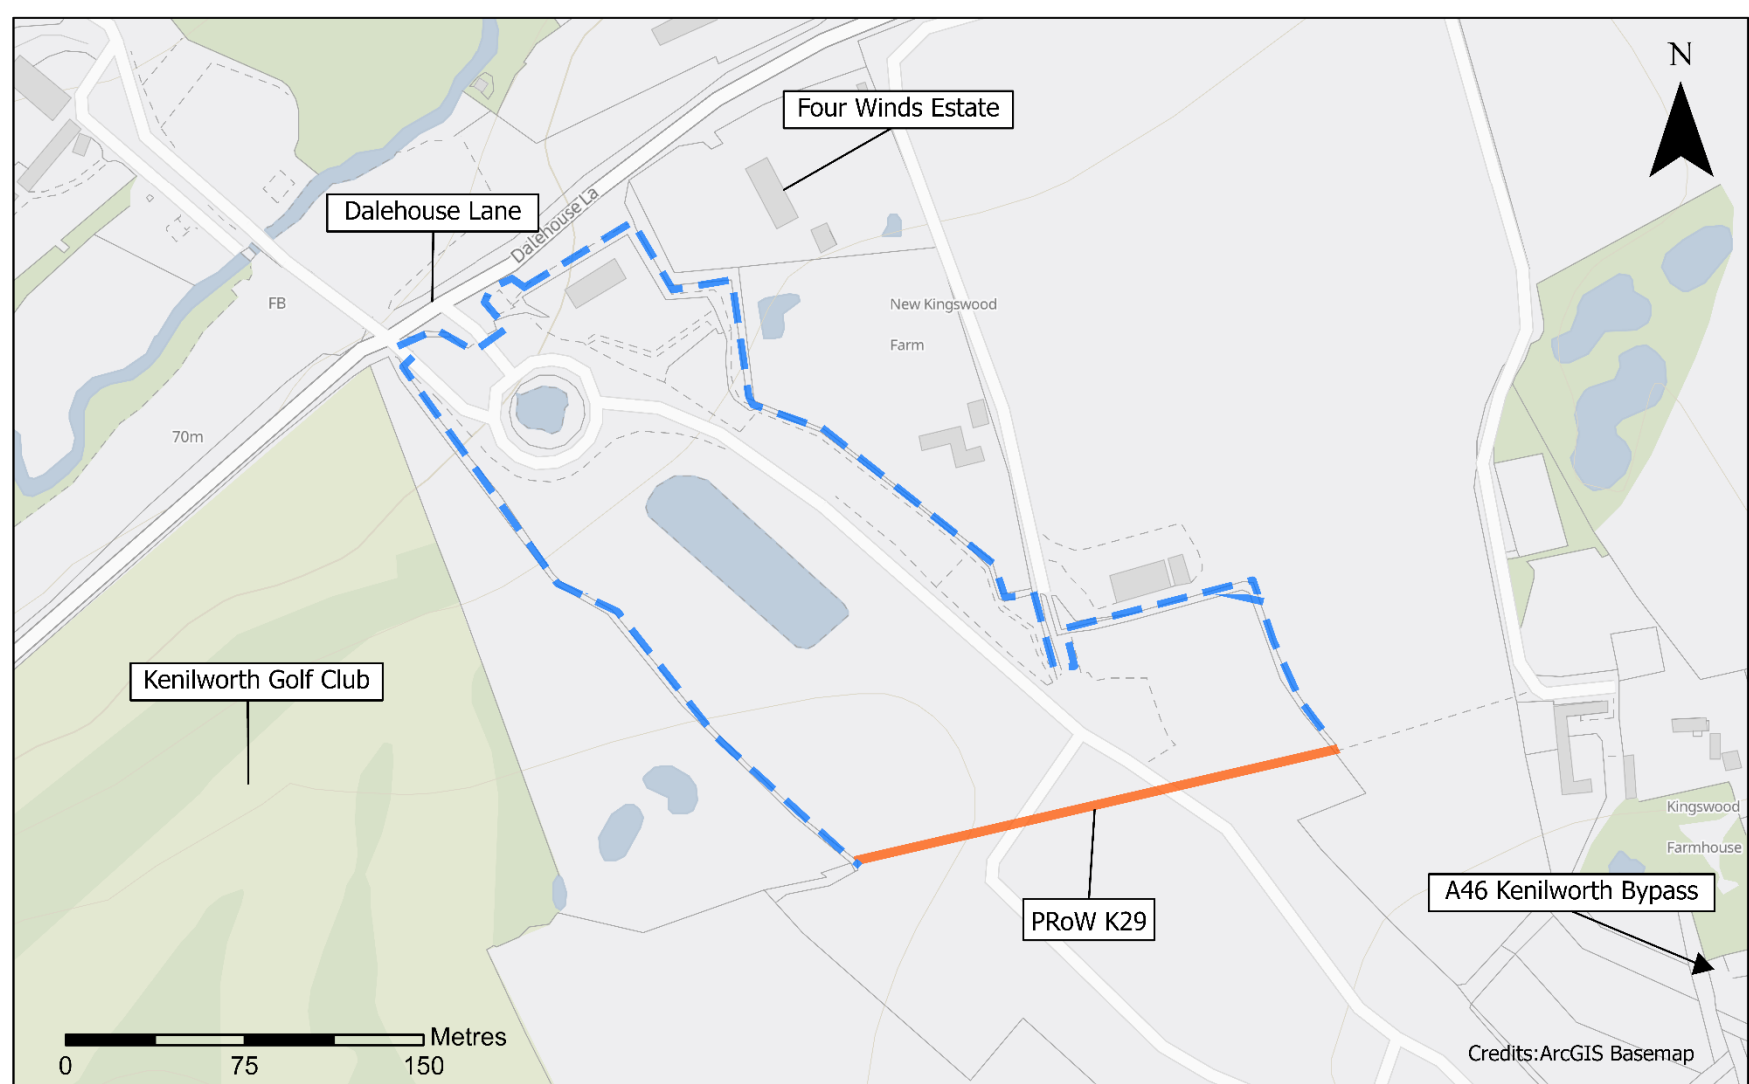 N
Four Winds Estate
Dalehouse Lane
Dalehouse La
FB
New Kingswood
Farm
70m
Kenilworth Golf Club
Kingswood
Farmhouse
A46 Kenilworth Bypass
PRoW K29
Metres
0 75 150
Credits:ArcGIS Basemap